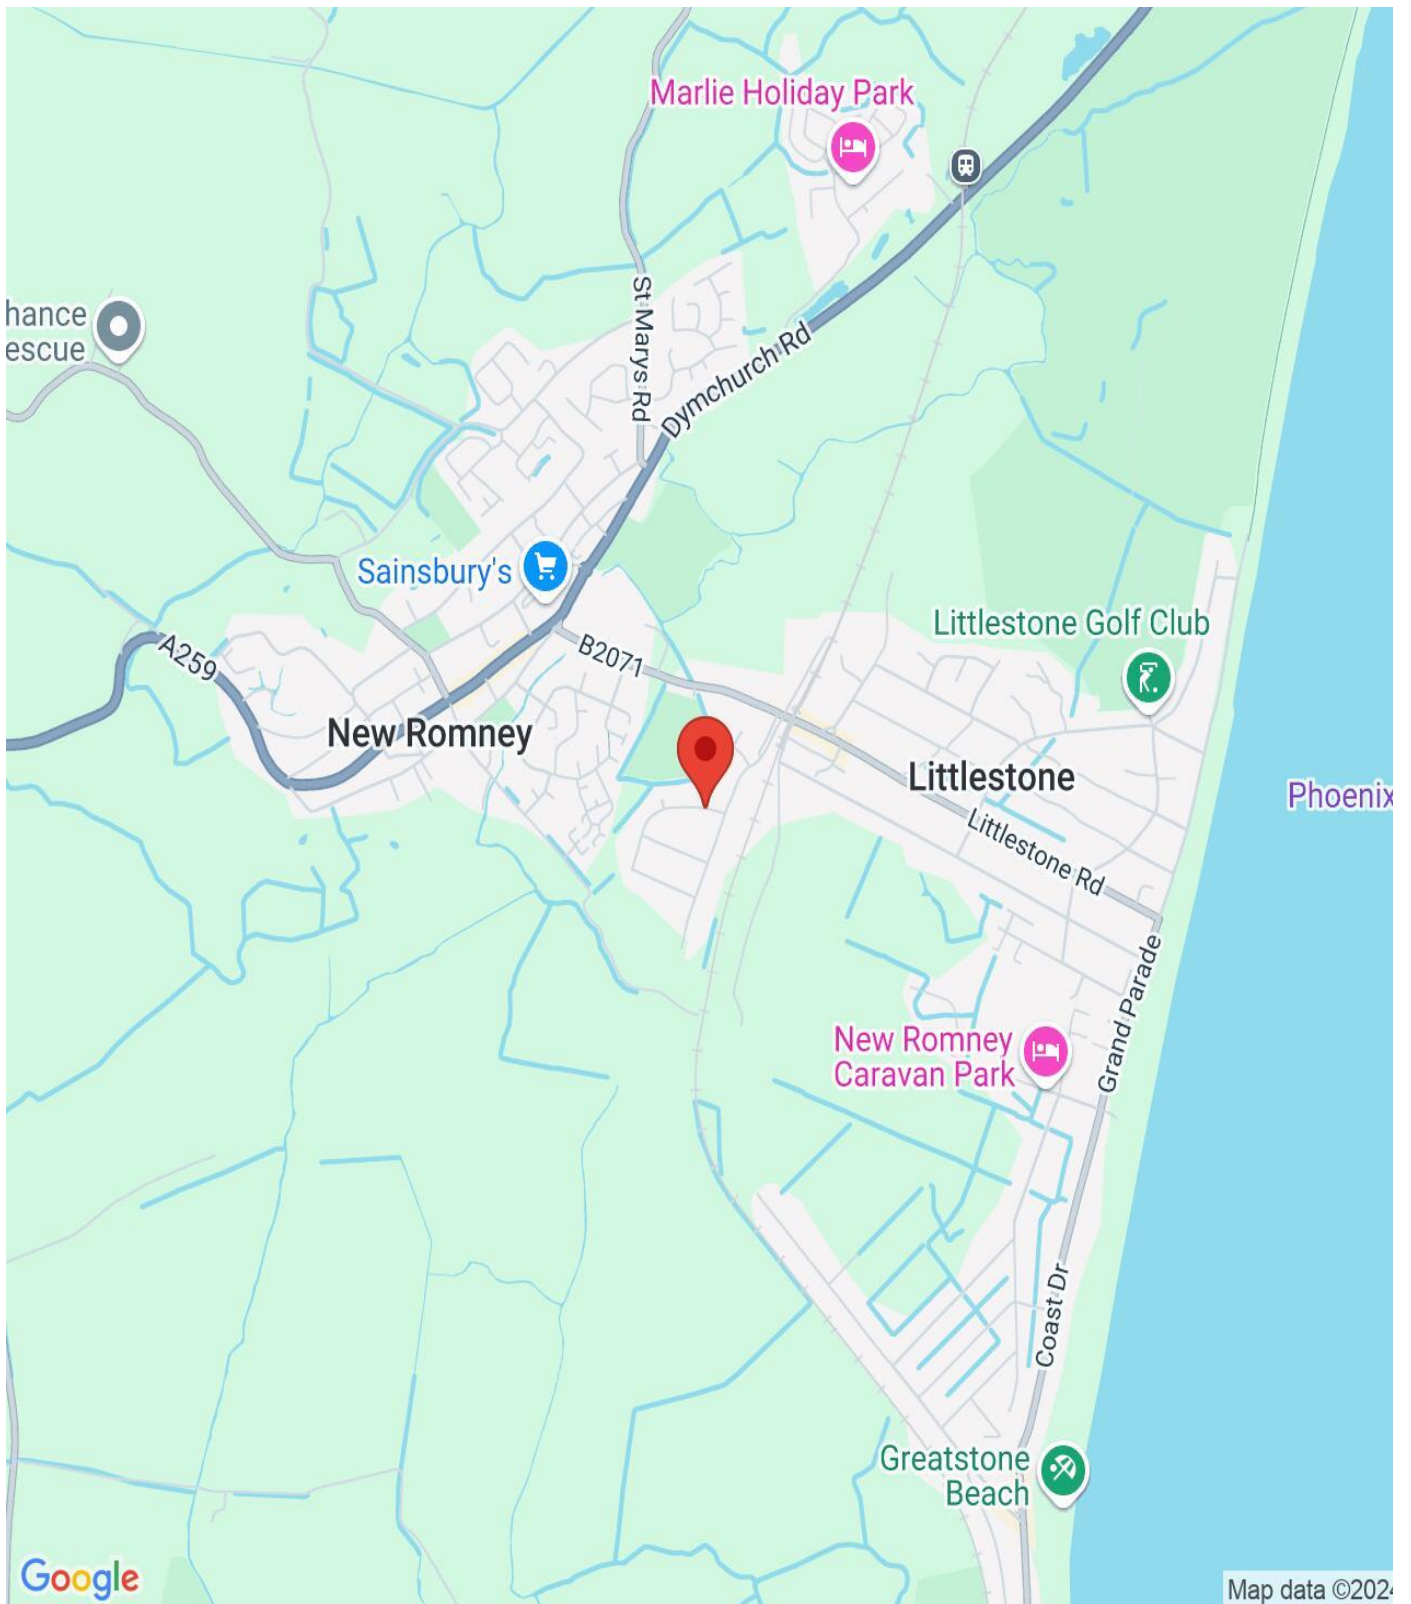 Marlie Holiday Park
hance
escue
St Marys Rd
Dymchurch Rd
Sainsbury's
Littlestone Golf Club
A259
B2071
New Romney
Littlestone
Phoenix
Littlestone Rd
Grand Parade
New Romney
Caravan Park
Coast Dr
Greatstone
Beach
Google
Map data ©2024